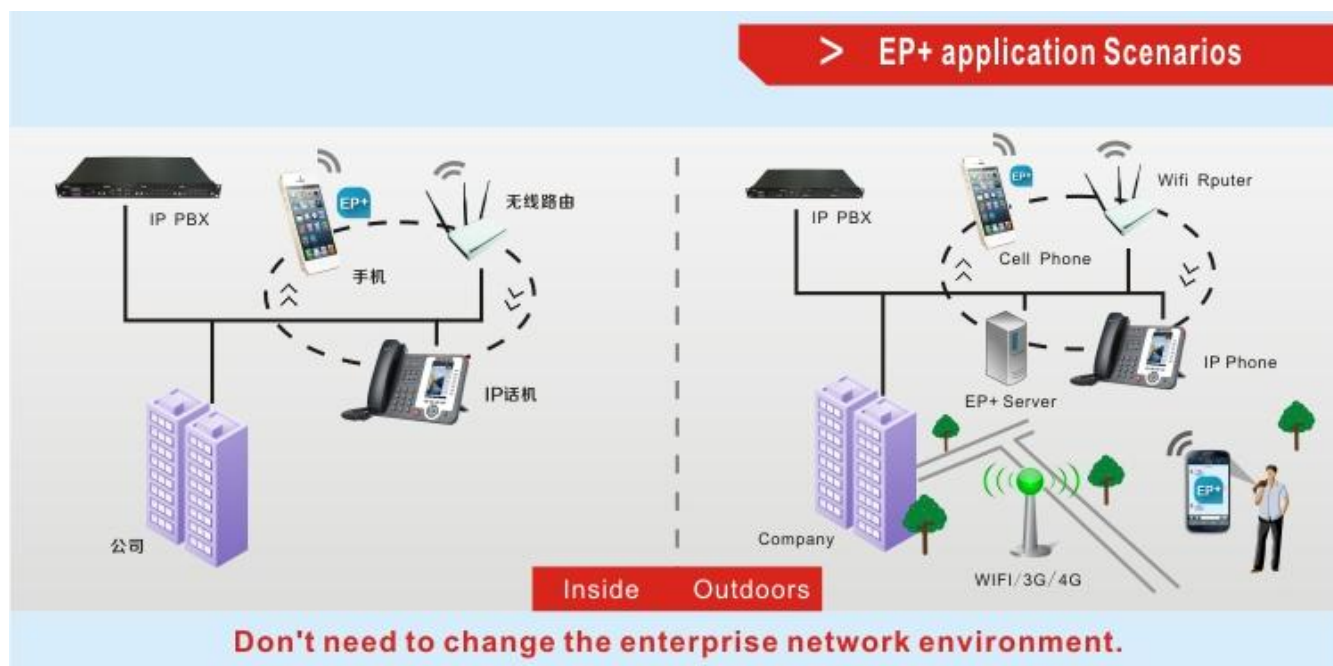 > EP+ application Scenarios
IP PBX
EP+
无线路由
手机
IP话机
公司
IP PBX
EP+
Wifi Rputer
Cell Phone
IP Phone
EP+ Server
Company
EP+
WIFI/3G/4G
Inside Outdoors
Don't need to change the enterprise network environment.